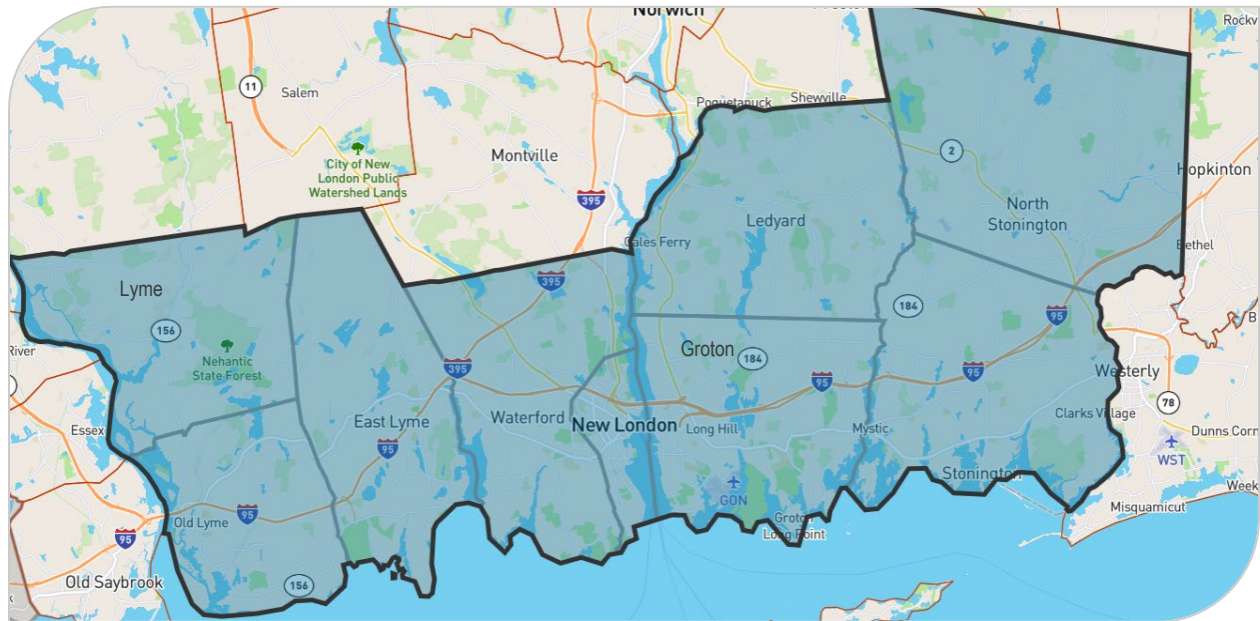 Norwich
Rockv
11
Salem
Poquetanuck
Shewville
City of New
London Public
Watershed Lands
Montville
395
2
Hopkinton
North
Stonington
Ledyard
Gales Ferry
Bethel
Lyme
395
156
184
95
B
River
Nehantic
State Forest
Groton
184
395
95
95
Westerly
78
Essex
East Lyme
Waterford
New London
Long Hill
Mystic
Clarks Village
Dunns Corn
95
WST
Stonington
GON
Week
Old Lyme
95
Groton
Long Point
Misquamicut
95
Old Saybrook
156